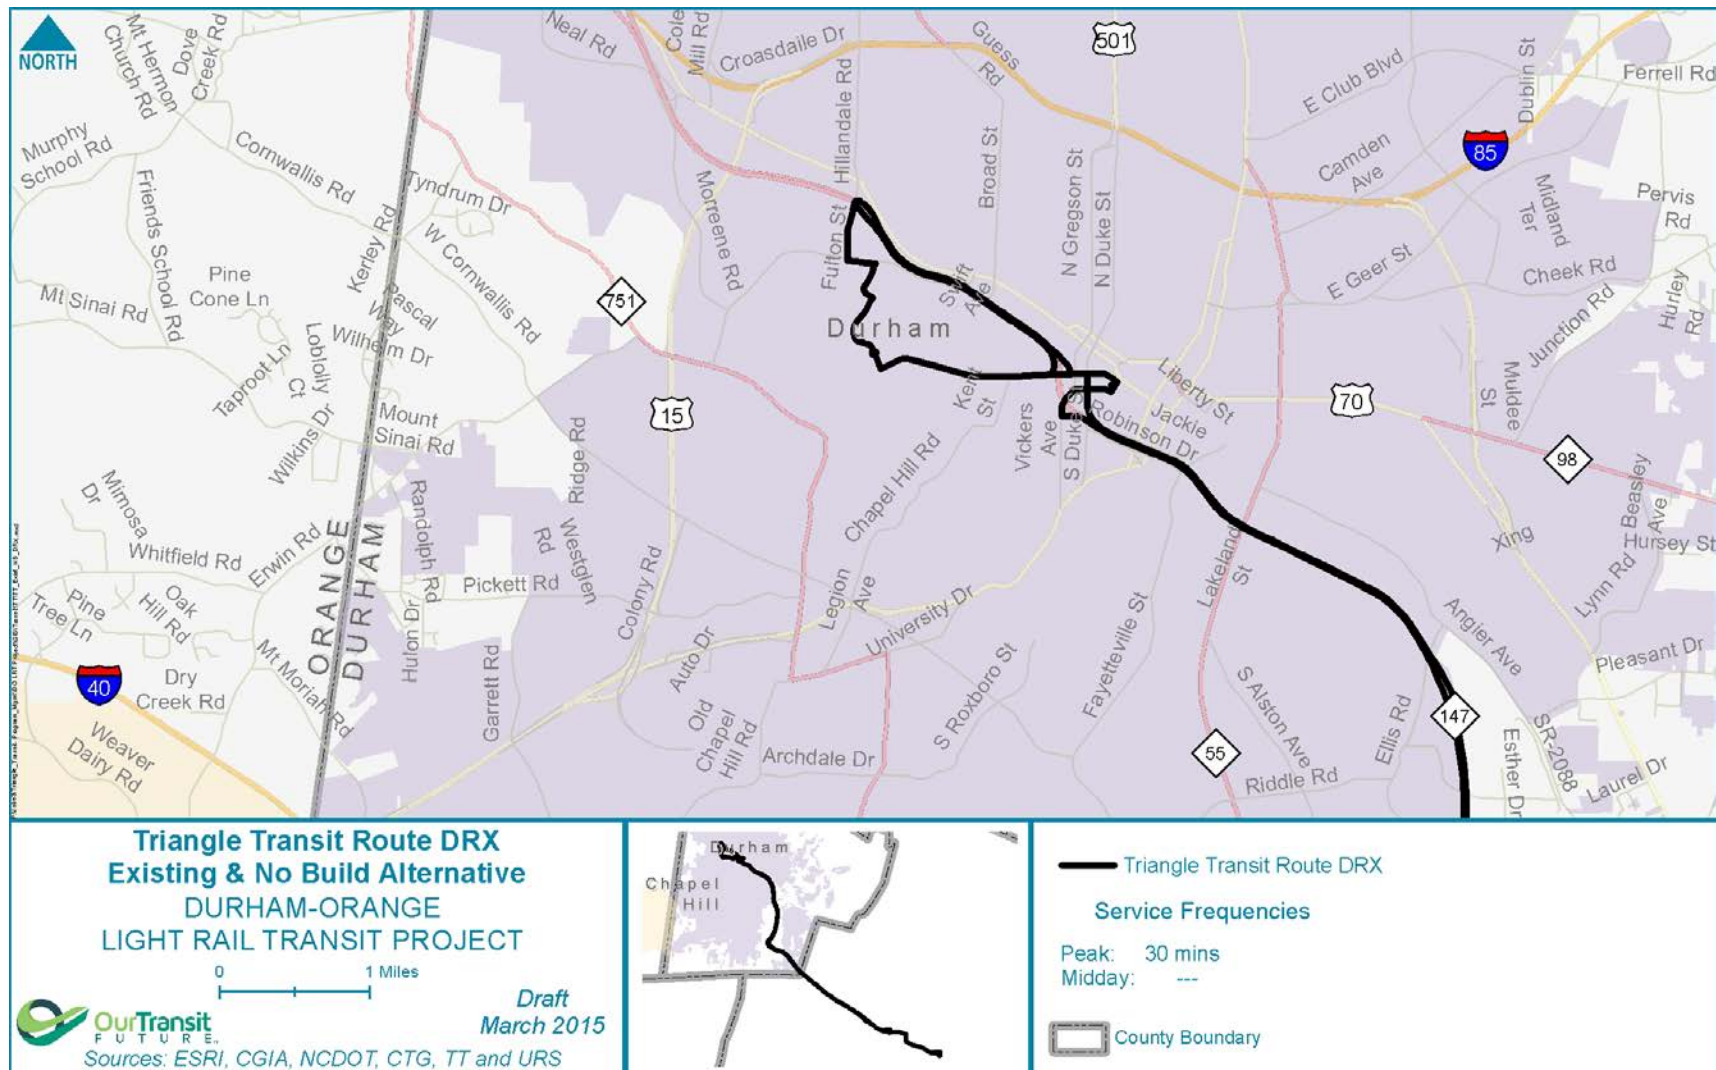 NORTH
Mt Hermon
Church Rd
Dove
Creek Rd
Neal Rd
Cole
Mill Rd
Croasdaile Dr
Guess
Rd
501
E Club Blvd
Dublin St
Ferrell Rd
Murphy
School Rd
Cornwallis Rd
Friends School Rd
Tyndrum Dr
Hillandale Rd
Broad St
N Gregson St
N Duke St
Camden
Ave
85
Midland
Ter
Pervis
Rd
Morreene Rd
Kerley Rd
W Cornwallis Rd
Fulton St
Swift
Ave
E Geer St
Cheek Rd
Junction Rd
Hurley
Rd
Pine
Cone Ln
Mt Sinai Rd
Pascal
Way
Wilhelm Dr
Loblolly
Ct
Taproot Ln
751
Durham
Liberty St
Jackie
Robinson Dr
70
Muldee
St
98
15
Mount
Sinai Rd
Wilkins Dr
Ridge Rd
Kent
St
Vickers
Ave
S Duke St
Chapel Hill Rd
Mimosa
Dr
Whitfield Rd
Erwin Rd
ORANGE
DURHAM
Randolph Rd
Westglen
Rd
Pickett Rd
Colony Rd
Legion
Ave
University Dr
Lakeland
St
Xing
Beasley
Ave
Hursey St
Lynn Rd
Pine
Tree Ln
Oak
Hill Rd
Hulon Dr
Mt Moriah Rd
Garrett Rd
Auto Dr
S Roxboro St
Fayetteville St
Angier Ave
Pleasant Dr
40
Dry
Creek Rd
Weaver
Dairy Rd
Old
Chapel
Hill Rd
Archdale Dr
55
S Alston Ave
Riddle Rd
Ellis Rd
147
Esther Dr
SR-2088
Laurel Dr
Triangle Transit Route DRX
Existing & No Build Alternative
DURHAM-ORANGE
LIGHT RAIL TRANSIT PROJECT
0 1 Miles
Draft
March 2015
OurTransit
FUTURE
Sources: ESRI, CGIA, NCDOT, CTG, TT and URS
Durham
Chapel
Hill
Triangle Transit Route DRX
Service Frequencies
Peak: 30 mins
Midday: ---
County Boundary